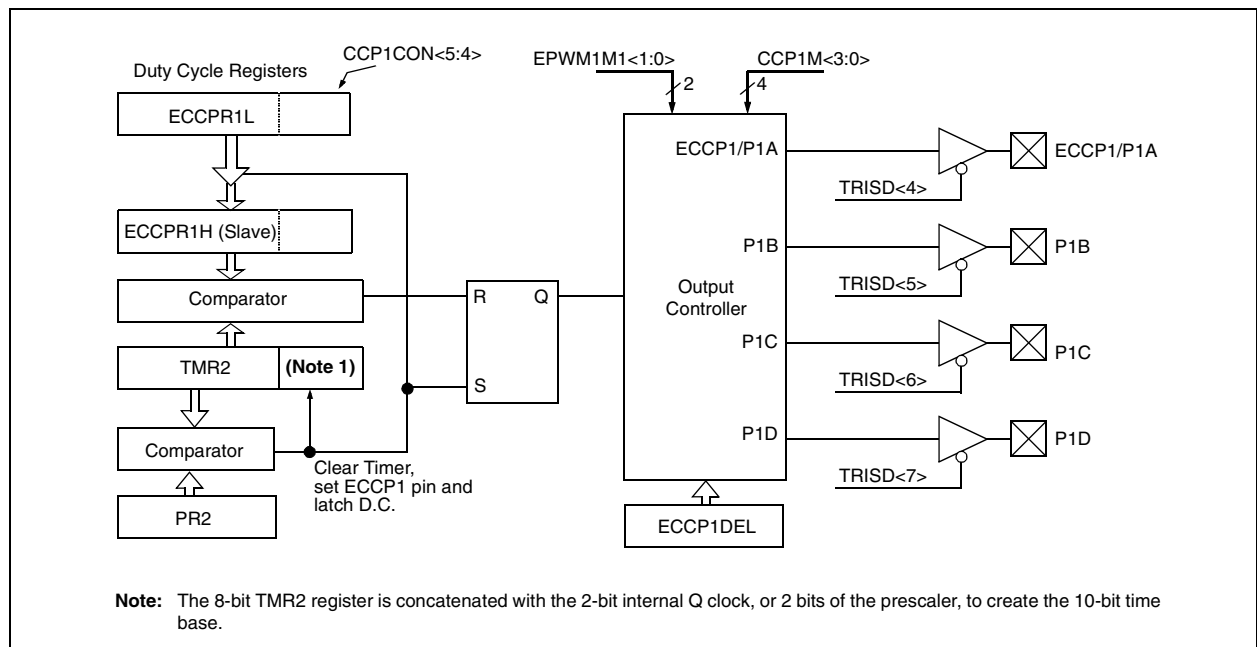 CCP1CON<5:4>
Duty Cycle Registers
EPWM1M1<1:0>
CCP1M<3:0>
2
4
ECCPR1L
ECCP1/P1A
ECCP1/P1A
TRISD<4>
ECCPR1H (Slave)
P1B
P1B
TRISD<5>
Comparator
R
Q
Output
Controller
P1C
P1C
TRISD<6>
TMR2
(Note 1)
S
P1D
P1D
TRISD<7>
Comparator
Clear Timer,
set ECCP1 pin and
latch D.C.
PR2
ECCP1DEL
Note: The 8-bit TMR2 register is concatenated with the 2-bit internal Q clock, or 2 bits of the prescaler, to create the 10-bit time
base.